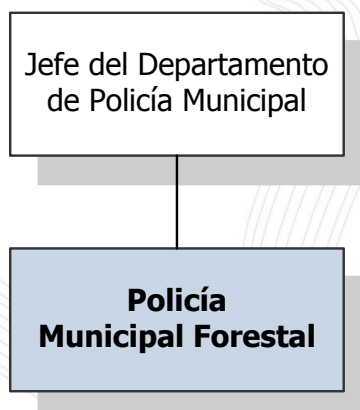 Jefe del Departamento
de Policía Municipal
Policía
Municipal Forestal